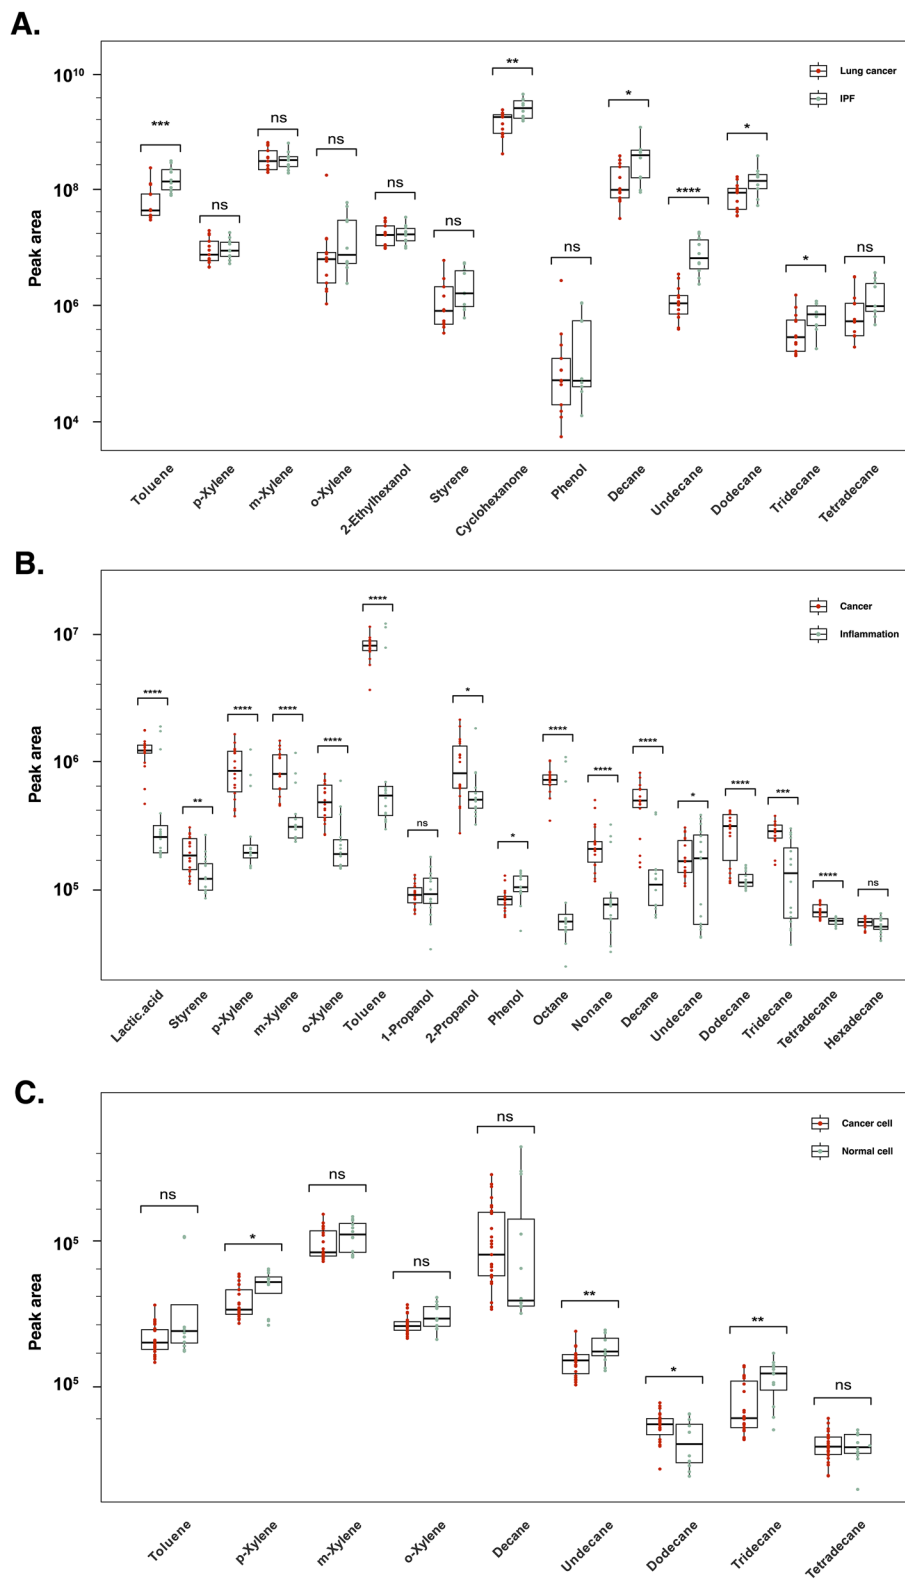 A.
Lung cancer
IPF
Peak area
10^10
10^8
10^6
10^4
***
ns
ns
ns
ns
ns
**
ns
*
****
*
*
ns
Toluene
p-Xylene
m-Xylene
o-Xylene
2-Ethylhexanol
Styrene
Cyclohexanone
Phenol
Decane
Undecane
Dodecane
Tridecane
Tetradecane
B.
Cancer
Inflammation
Peak area
10^7
10^6
10^5
****
**
****
****
****
****
ns
*
*
****
****
****
*
****
***
****
ns
Lactic.acid
Styrene
p-Xylene
m-Xylene
o-Xylene
Toluene
1-Propanol
2-Propanol
Phenol
Octane
Nonane
Decane
Undecane
Dodecane
Tridecane
Tetradecane
Hexadecane
C.
Cancer cell
Normal cell
Peak area
10^5
10^5
ns
*
ns
ns
ns
**
*
**
ns
Toluene
p-Xylene
m-Xylene
o-Xylene
Decane
Undecane
Dodecane
Tridecane
Tetradecane